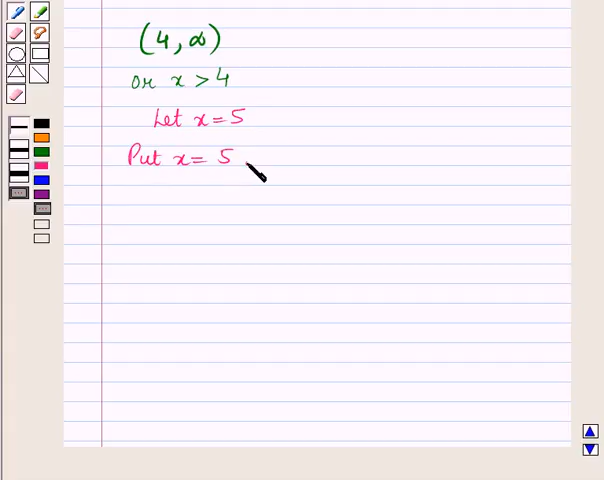 (4, ∞)
or x > 4
Let x = 5
Put x = 5